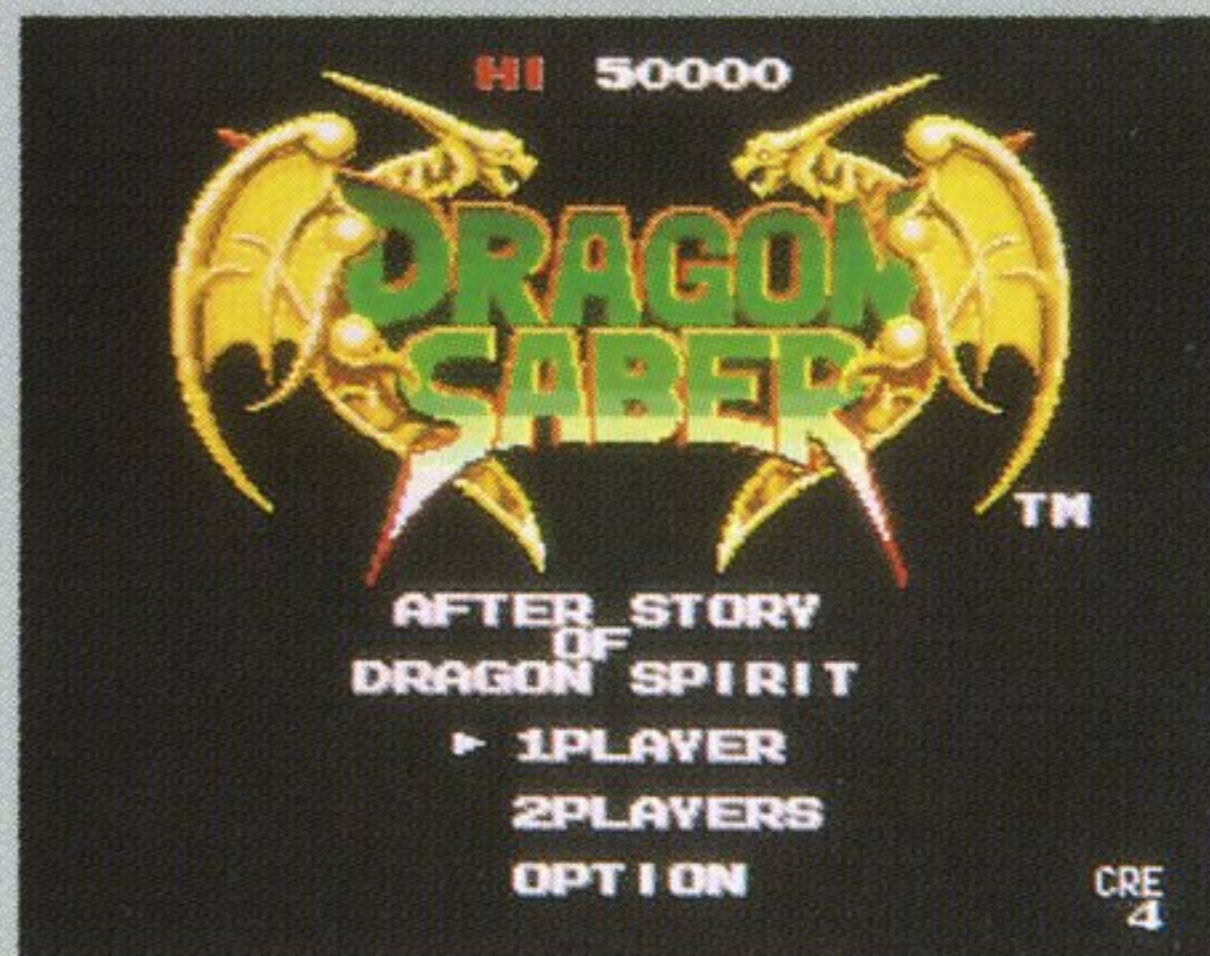 HI 50000
DRAGON
SABER
TM
AFTER STORY
OF
DRAGON SPIRIT
► 1PLAYER
2PLAYERS
OPTION
CRE
4